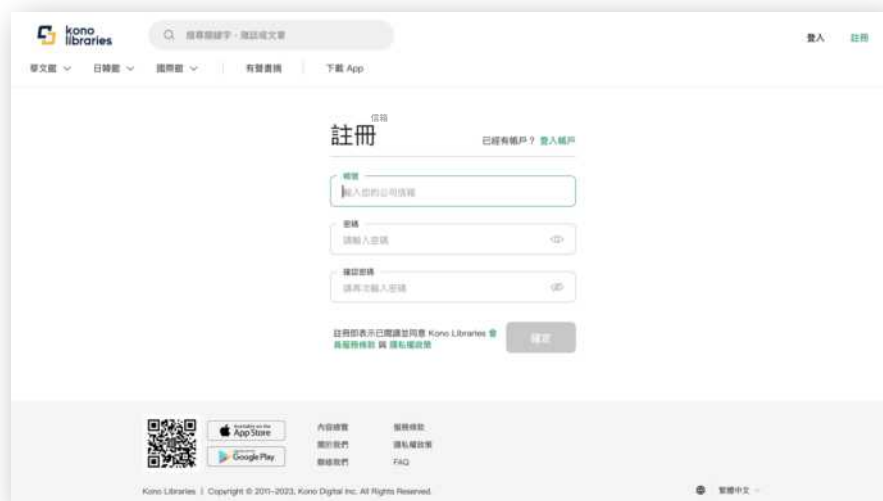 kono
libraries
搜尋關鍵字、雜誌或文章
登入
註冊
華文館
日韓館
國際館
有聲書摘
下載 App
信箱
註冊
已經有帳戶？ 登入帳戶
帳號
輸入您的公司信箱
密碼
請輸入密碼
確認密碼
請再次輸入密碼
註冊即表示已閱讀並同意 Kono Libraries 會
員服務條款 與 隱私權政策
確定
Available on the
App Store
Google Play
內容總覽
服務條款
關於我們
隱私權政策
聯絡我們
FAQ
Kono Libraries | Copyright © 2011-2023, Kono Digital Inc. All Rights Reserved.
繁體中文